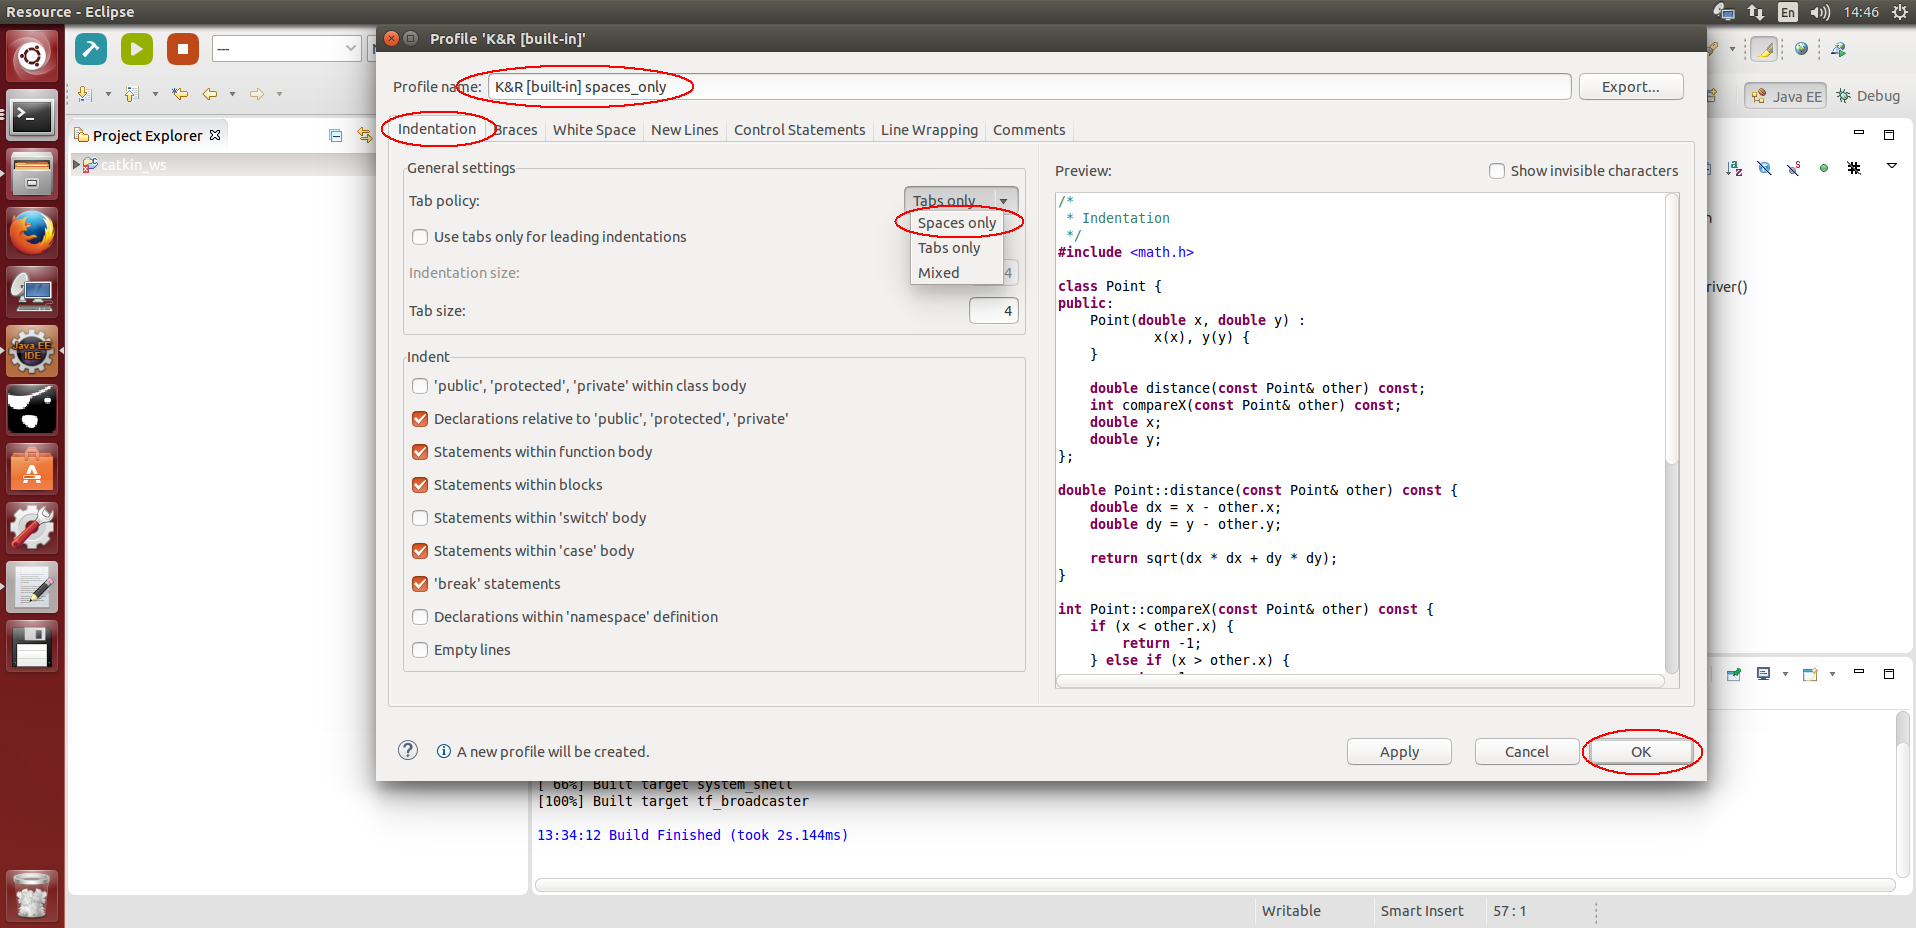 Resource - Eclipse
En
14:46
---
Project Explorer
catkin_ws
Java EE
IDE
Java EE
Debug
river()
Profile 'K&R [built-in]'
Profile name:
K&R [built-in] spaces_only
Export...
Indentation
Braces
White Space
New Lines
Control Statements
Line Wrapping
Comments
General settings
Tab policy:
Tabs only
Spaces only
Tabs only
Mixed
Use tabs only for leading indentations
Indentation size:
4
Tab size:
4
Indent
'public', 'protected', 'private' within class body
Declarations relative to 'public', 'protected', 'private'
Statements within function body
Statements within blocks
Statements within 'switch' body
Statements within 'case' body
'break' statements
Declarations within 'namespace' definition
Empty lines
Preview:
Show invisible characters
/*
 * Indentation
 */
#include <math.h>
class Point {
public:
    Point(double x, double y) :
            x(x), y(y) {
    }
    double distance(const Point& other) const;
    int compareX(const Point& other) const;
    double x;
    double y;
};
double Point::distance(const Point& other) const {
    double dx = x - other.x;
    double dy = y - other.y;
    return sqrt(dx * dx + dy * dy);
}
int Point::compareX(const Point& other) const {
    if (x < other.x) {
        return -1;
    } else if (x > other.x) {
A new profile will be created.
Apply
Cancel
OK
[ 66%] Built target system_shell
[100%] Built target tf_broadcaster
13:34:12 Build Finished (took 2s.144ms)
Writable
Smart Insert
57 : 1